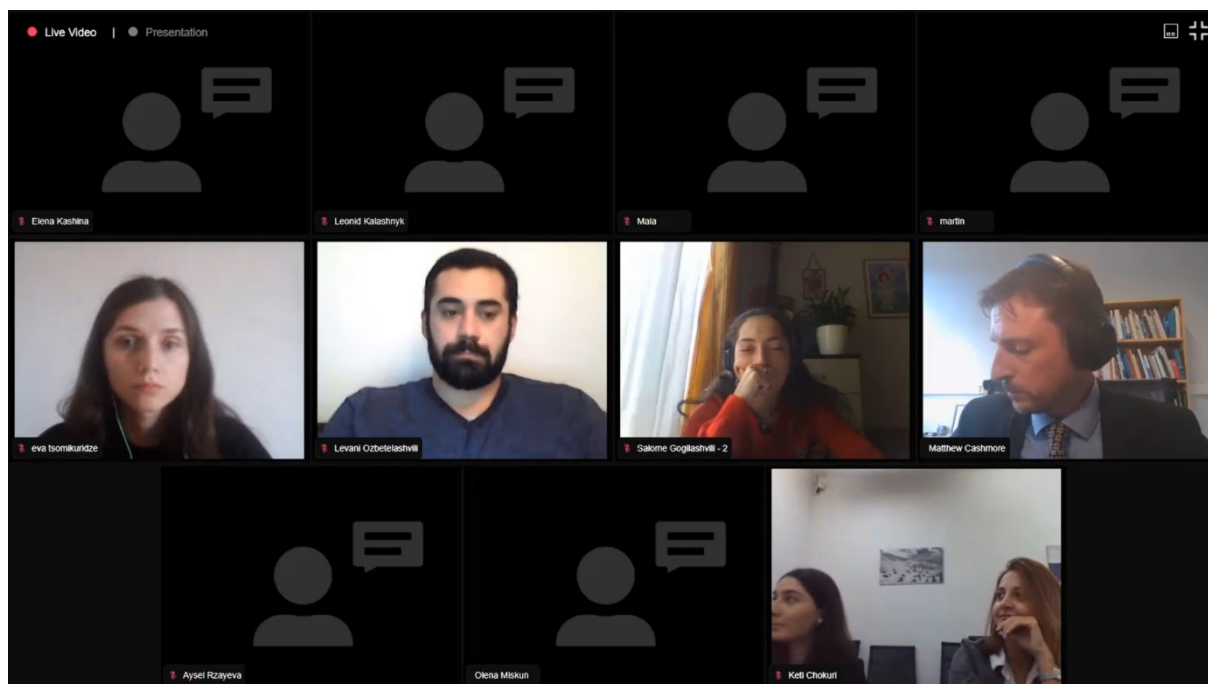 Live Video | Presentation
Elena Kashina
Leonid Kalashnyk
Maia
martin
eva tsomikuridze
Levani Ozbetelashvili
Salome Gogilashvili - 2
Matthew Cashmore
Aysel Rzayeva
Olena Miskun
Keti Chokuri